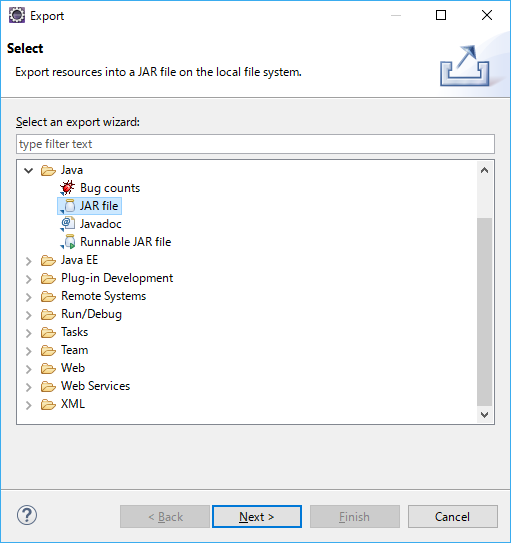 Export
Select
Export resources into a JAR file on the local file system.
Select an export wizard:
type filter text
Java
Bug counts
JAR file
Javadoc
Runnable JAR file
Java EE
Plug-in Development
Remote Systems
Run/Debug
Tasks
Team
Web
Web Services
XML
? < Back Next > Finish Cancel